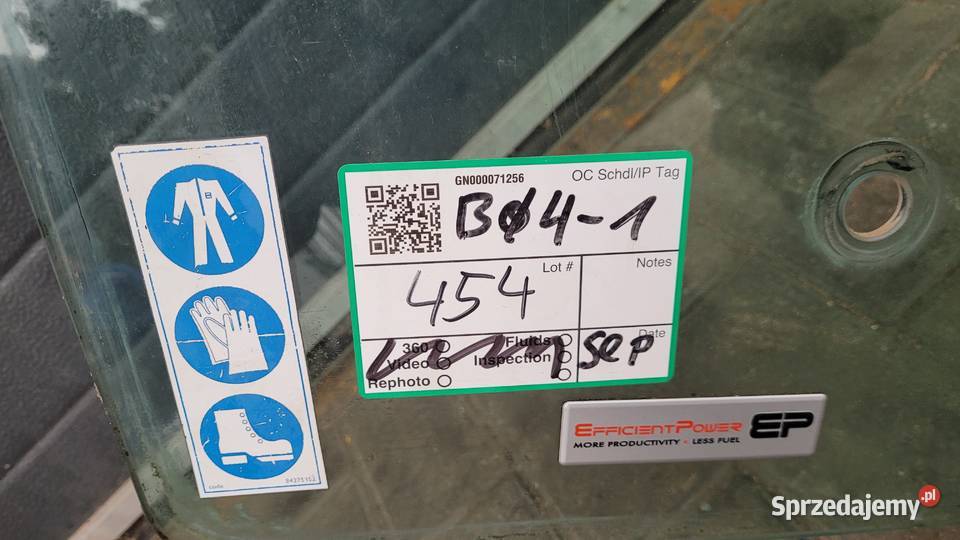 GN000071256
OC Schdl/IP Tag
BØ4-1
Lot #
454
Notes
360
Fluids
Date
Video
Inspection
sep
Rephoto
EFFICIENTPOWER EP
MORE PRODUCTIVITY - LESS FUEL
Sprzedajemy.pl